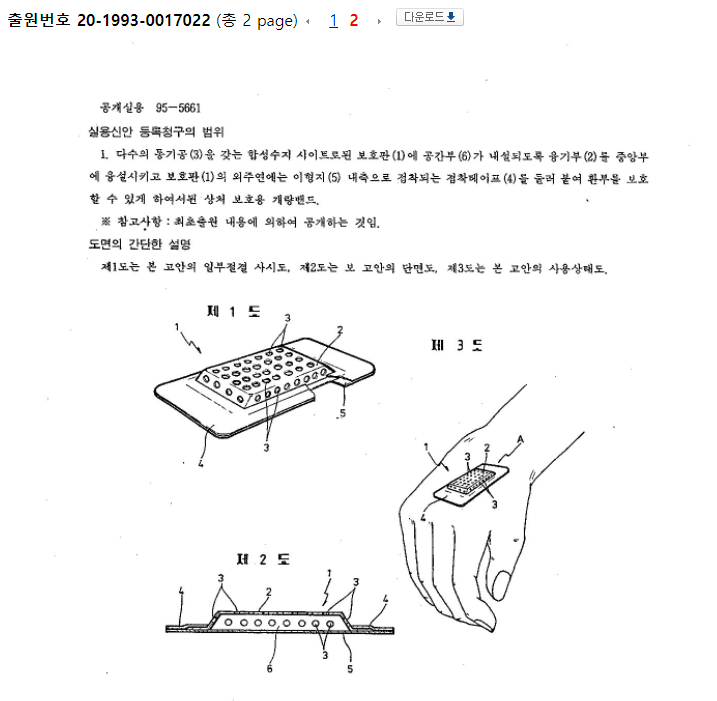 출원번호 20-1993-0017022 (총 2 page) 1 2 다운로드
공개실용 95-5661
실용신안 등록청구의 범위
1. 다수의 통기공(3)을 갖는 합성수지 시이트로된 보호판(1)에 공간부(6)가 내설되도록 융기부(2)를 중앙부
에 융설시키고 보호판(1)의 외주연에는 이형지(5) 내측으로 점착되는 점착테이프(4)를 둘러 붙여 환부를 보호
할 수 있게 하여서된 상처 보호용 개량밴드.
※ 참고사항 : 최초출원 내용에 의하여 공개하는 것임.
도면의 간단한 설명
제1도는 본 고안의 일부절결 사시도, 제2도는 보 고안의 단면도, 제3도는 본 고안의 사용상태도.
제 1 도
1
3
2
5
4
3
제 3 도
1
3
2
A
3
4
제 2 도
4
3
2
1
3
4
3
6
5